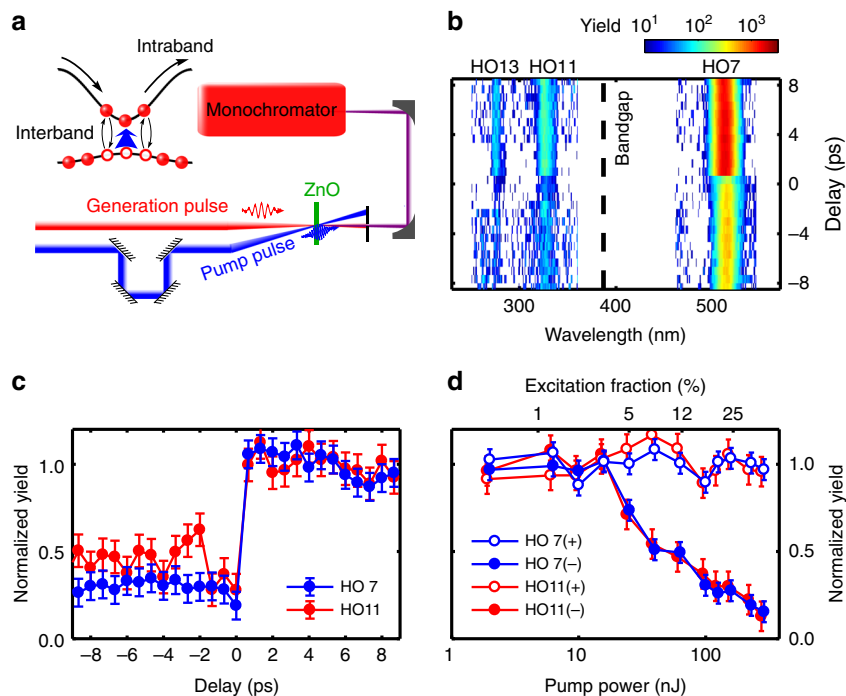 a
Intraband
Interband
Monochromator
ZnO
Generation pulse
Pump pulse
b
Yield 10¹ 10² 10³
HO13 HO11 HO7
Bandgap
8
4
0
−4
−8
Delay (ps)
300 400 500
Wavelength (nm)
c
Normalized yield
1.0
0.5
0.0
HO 7
HO11
−8 −6 −4 −2 0 2 4 6 8
Delay (ps)
d
Excitation fraction (%)
1 5 12 25
HO 7(+)
HO 7(−)
HO11(+)
HO11(−)
1.0
0.5
0.0
Normalized yield
1 10 100
Pump power (nJ)